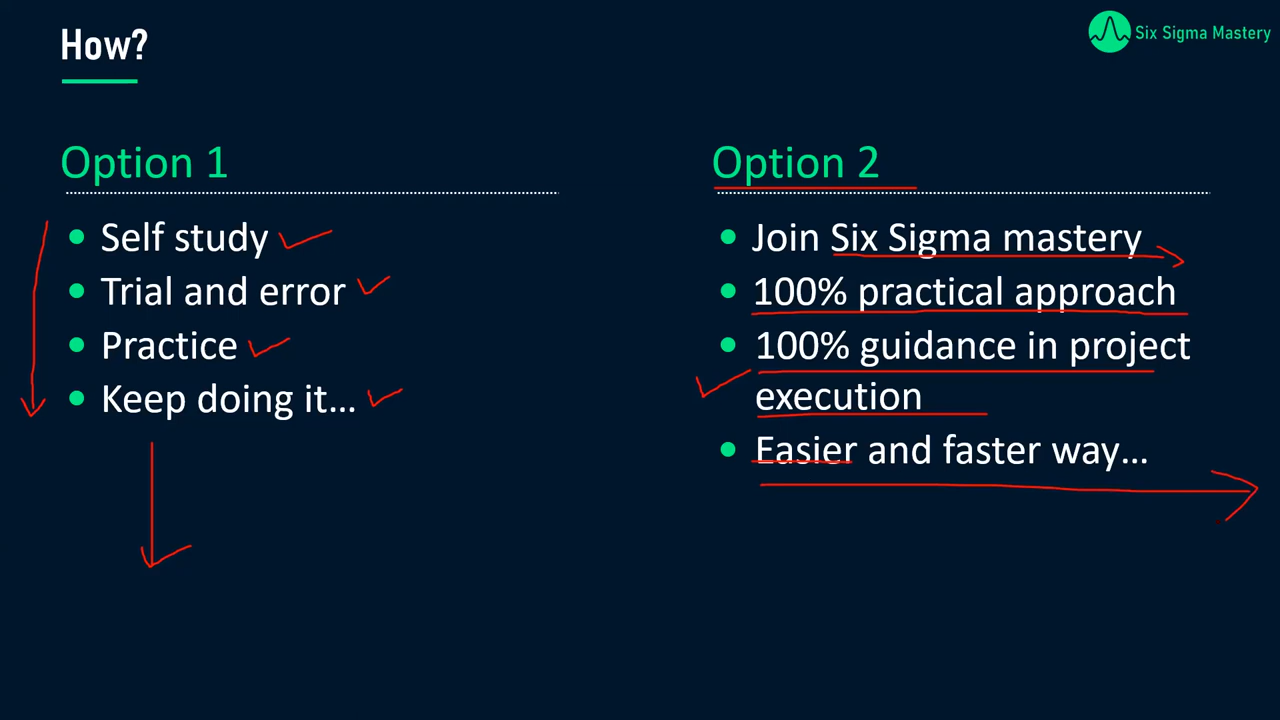 How?
Six Sigma Mastery
Option 1
Self study
Trial and error
Practice
Keep doing it...
Option 2
Join Six Sigma mastery
100% practical approach
100% guidance in project
execution
Easier and faster way...